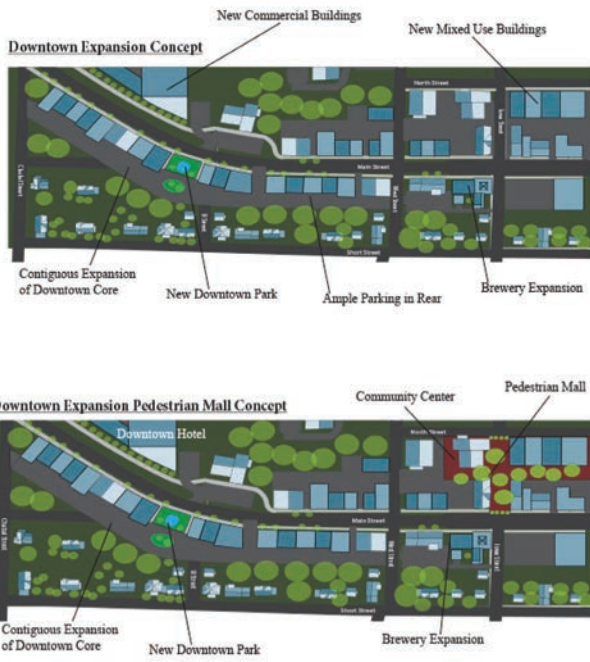 New Commercial Buildings
Downtown Expansion Concept
New Mixed Use Buildings
North Street
Main Street
Short Street
Contiguous Expansion
of Downtown Core
New Downtown Park
Ample Parking in Rear
Brewery Expansion
Pedestrian Mall
Community Center
Downtown Expansion Pedestrian Mall Concept
Downtown Hotel
North Street
Main Street
Short Street
Contiguous Expansion
of Downtown Core
New Downtown Park
Brewery Expansion